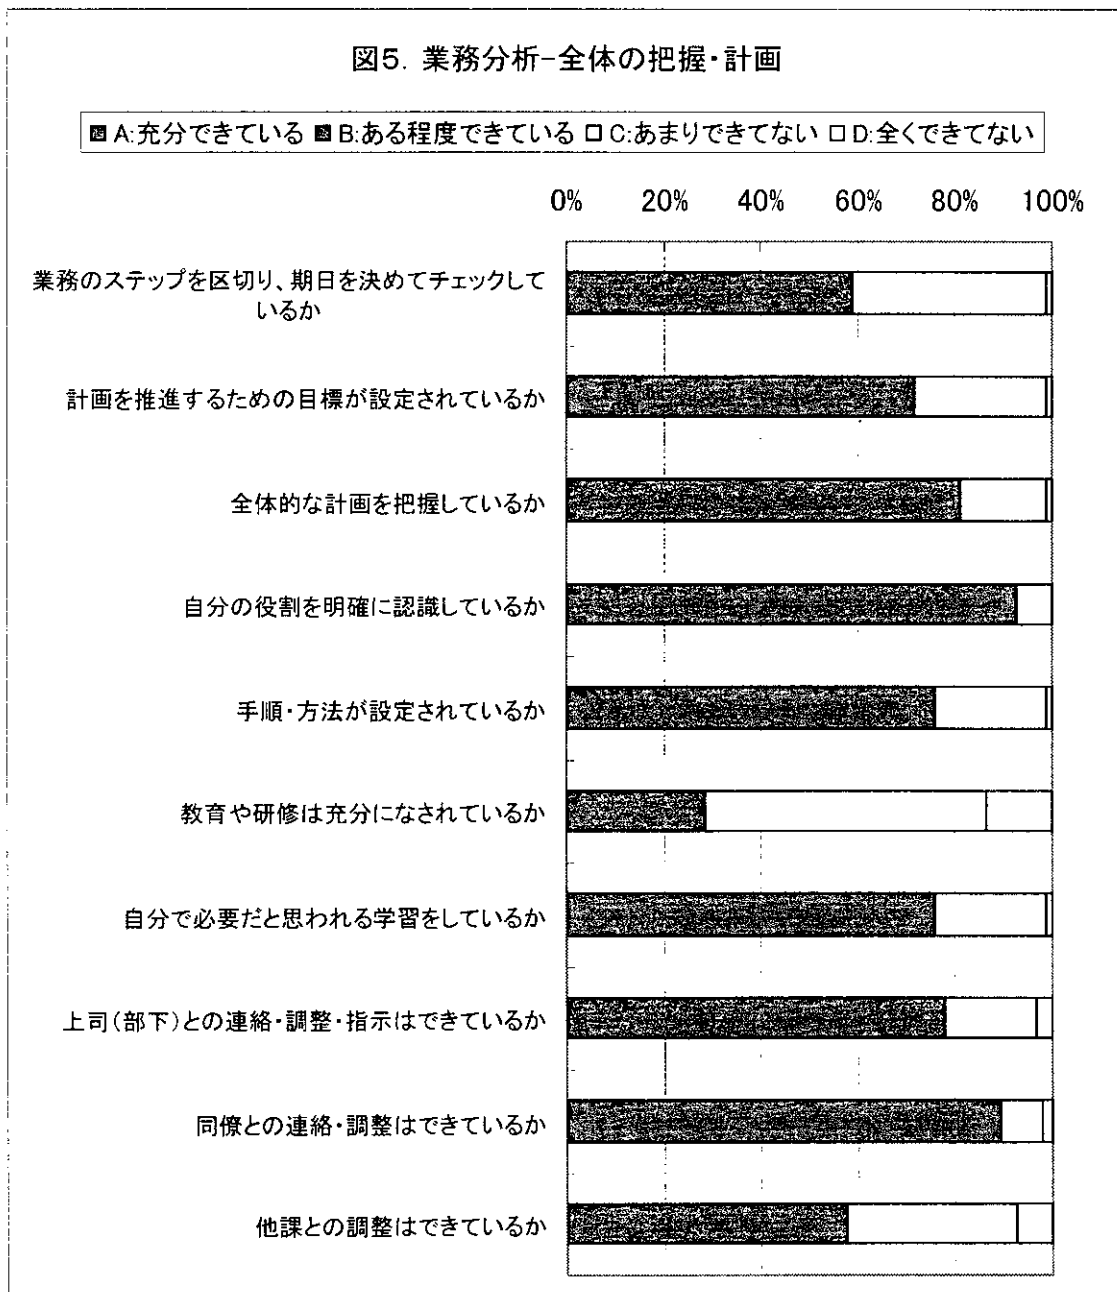 図5. 業務分析-全体の把握・計画
A:充分できている B:ある程度できている C:あまりできてない D:全くできてない
0% 20% 40% 60% 80% 100%
業務のステップを区切り、期日を決めてチェックして
いるか
計画を推進するための目標が設定されているか
全体的な計画を把握しているか
自分の役割を明確に認識しているか
手順・方法が設定されているか
教育や研修は充分になされているか
自分で必要だと思われる学習をしているか
上司(部下)との連絡・調整・指示はできているか
同僚との連絡・調整はできているか
他課との調整はできているか